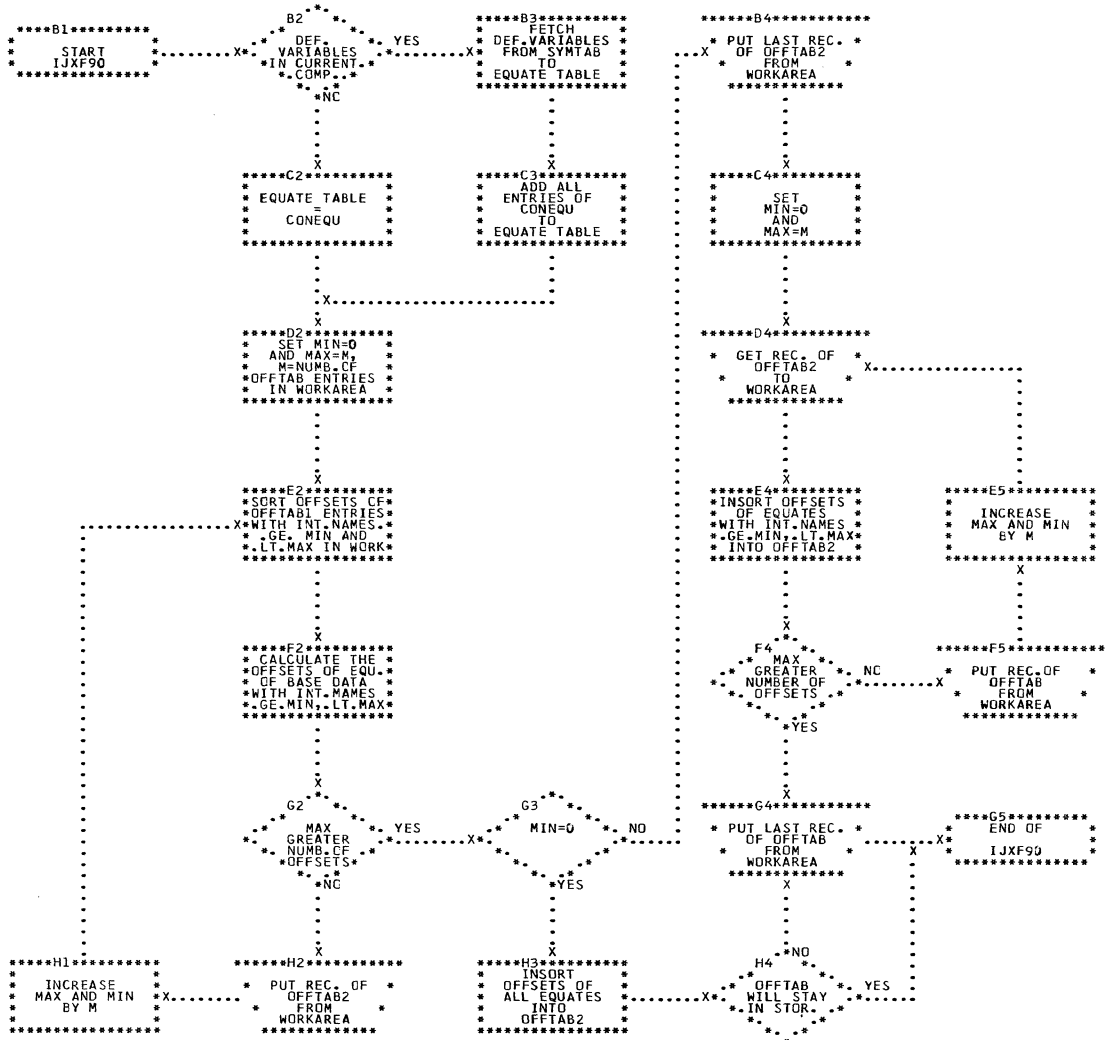 B1
START
IJXF90
B2
DEF.
VARIABLES
IN CURRENT
COMP.
YES
NC
B3
FETCH
DEF.VARIABLES
FROM SYMTAB
TO
EQUATE TABLE
B4
PUT LAST REC.
OF OFFTAB2
FROM
WORKAREA
C2
EQUATE TABLE
=
CONEQU
C3
ADD ALL
ENTRIES OF
CONEQU
TO
EQUATE TABLE
C4
SET
MIN=0
AND
MAX=M
D2
SET MIN=0
AND MAX=M,
M=NUMB.CF
OFFTAB ENTRIES
IN WORKAREA
D4
GET REC. OF
OFFTAB2
TO
WORKAREA
E2
SORT OFFSETS CF
OFFTAB1 ENTRIES
WITH INT.NAMES.
.GE. MIN AND
.LT.MAX IN WORK
E4
INSORT OFFSETS
OF EQUATES
WITH INT.NAMES
.GE.MIN,.LT.MAX
INTO OFFTAB2
E5
INCREASE
MAX AND MIN
BY M
F2
CALCULATE THE
OFFSETS OF EQU.
OF BASE DATA
WITH INT.MAMES
.GE.MIN,.LT.MAX
F4
MAX
GREATER
NUMBER OF
OFFSETS
NC
YES
F5
PUT REC.OF
OFFTAB
FROM
WORKAREA
G2
MAX
GREATER
NUMB.CF
OFFSETS
YES
NC
G3
MIN=0
NO
YES
G4
PUT LAST REC.
OF OFFTAB
FROM
WORKAREA
G5
END OF
IJXF90
H1
INCREASE
MAX AND MIN
BY M
H2
PUT REC. OF
OFFTAB2
FROM
WORKAREA
H3
INSORT
OFFSETS OF
ALL EQUATES
INTO
OFFTAB2
H4
NO
OFFTAB
WILL STAY
IN STOR.
YES